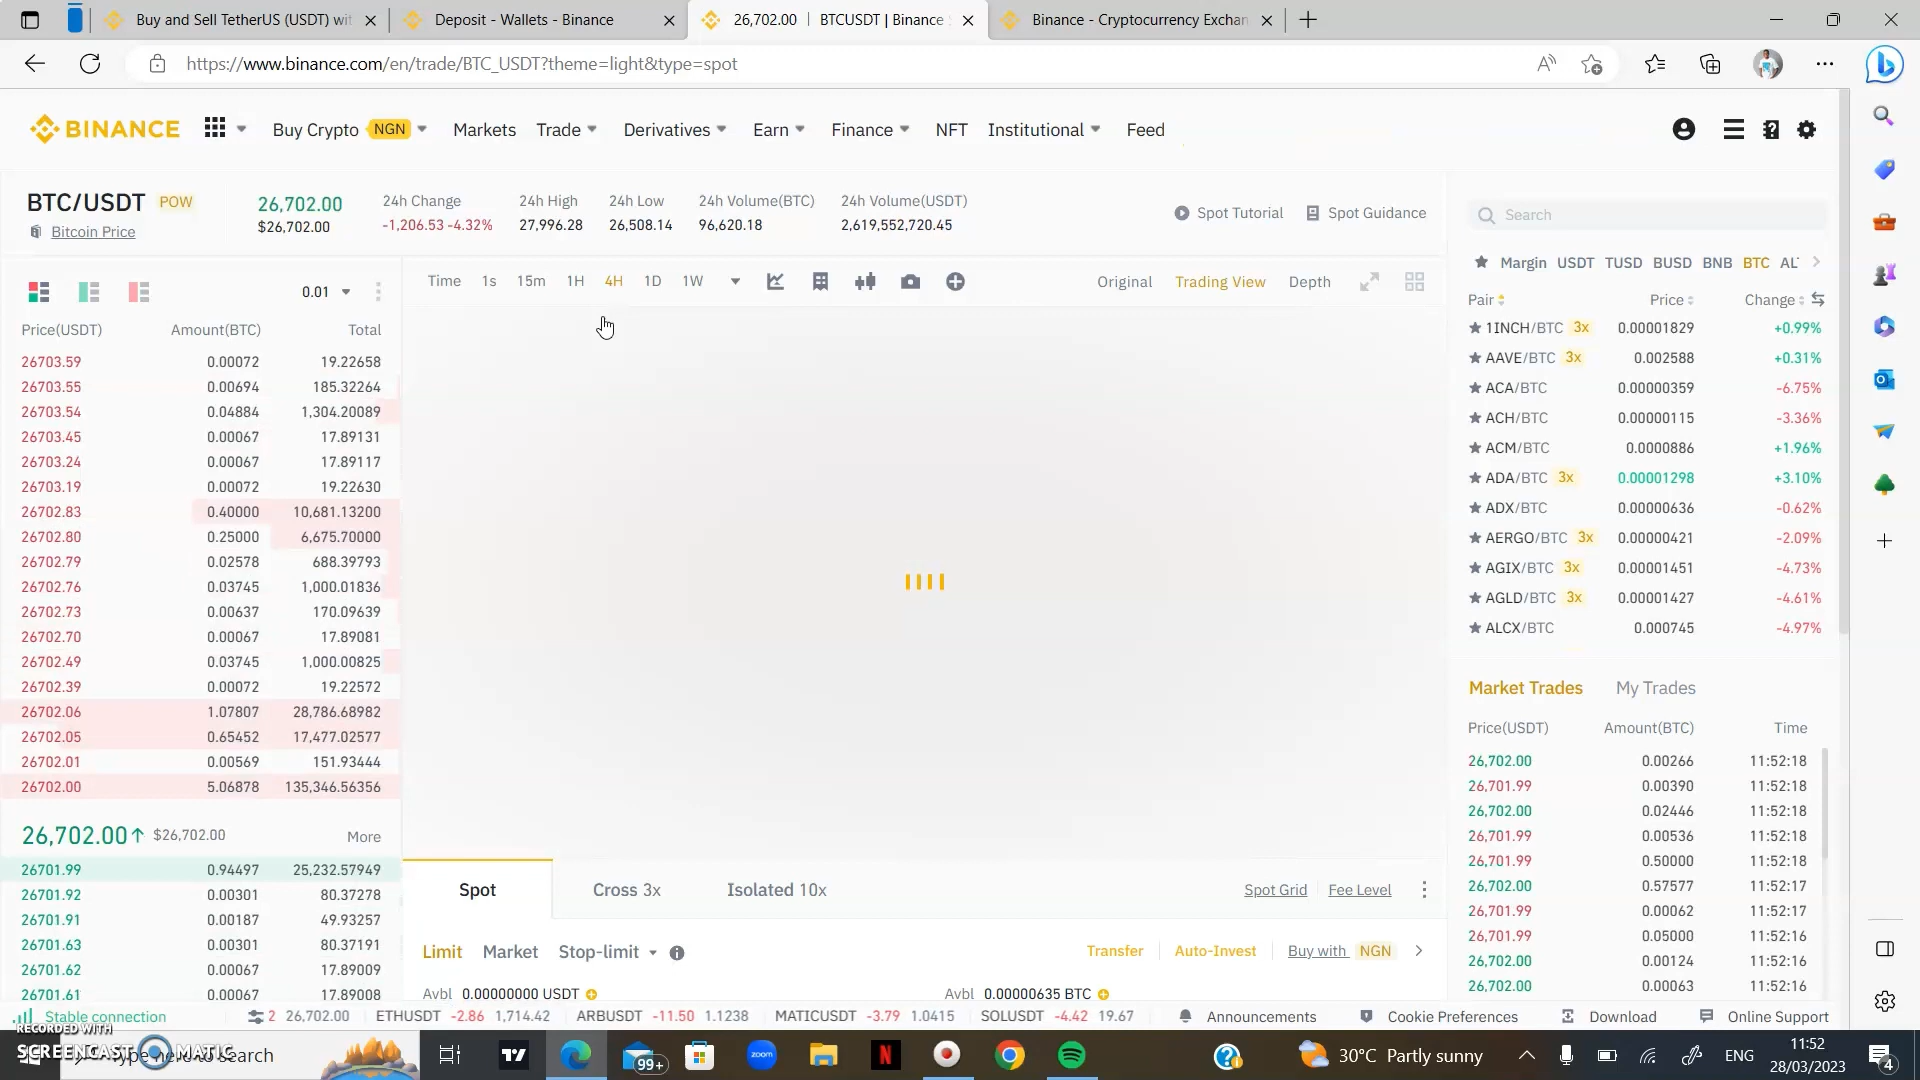 Buy and Sell TetherUS (USDT) wit
Deposit - Wallets - Binance
26,702.00 | BTCUSDT | Binance
Binance - Cryptocurrency Exchan
https://www.binance.com/en/trade/BTC_USDT?theme=light&type=spot
BINANCE Buy Crypto NGN Markets Trade Derivatives Earn Finance NFT Institutional Feed
BTC/USDT POW
Bitcoin Price
26,702.00
$26,702.00
24h Change
-1,206.53 -4.32%
24h High
27,996.28
24h Low
26,508.14
24h Volume(BTC)
96,620.18
24h Volume(USDT)
2,619,552,720.45
Spot Tutorial Spot Guidance
0.01
Price(USDT) Amount(BTC) Total
26703.59 0.00072 19.22658
26703.55 0.00694 185.32264
26703.54 0.04884 1,304.20089
26703.45 0.00067 17.89131
26703.24 0.00067 17.89117
26703.19 0.00072 19.22630
26702.83 0.40000 10,681.13200
26702.80 0.25000 6,675.70000
26702.79 0.02578 688.39793
26702.76 0.03745 1,000.01836
26702.73 0.00637 170.09639
26702.70 0.00067 17.89081
26702.49 0.03745 1,000.00825
26702.39 0.00072 19.22572
26702.06 1.07807 28,786.68982
26702.05 0.65452 17,477.02577
26702.01 0.00569 151.93444
26702.00 5.06878 135,346.56356
26,702.00↑ $26,702.00 More
26701.99 0.94497 25,232.57949
26701.92 0.00301 80.37278
26701.91 0.00187 49.93257
26701.63 0.00301 80.37191
26701.62 0.00067 17.89009
26701.61 0.00067 17.89008
Time 1s 15m 1H 4H 1D 1W
Original Trading View Depth
Spot Cross 3x Isolated 10x Spot Grid Fee Level
Limit Market Stop-limit Transfer Auto-Invest Buy with NGN
Avbl 0.00000000 USDT Avbl 0.00000635 BTC
Search
Margin USDT TUSD BUSD BNB BTC AL
Pair Price Change
1INCH/BTC 3x 0.00001829 +0.99%
AAVE/BTC 3x 0.002588 +0.31%
ACA/BTC 0.00000359 -6.75%
ACH/BTC 0.00000115 -3.36%
ACM/BTC 0.0000886 +1.96%
ADA/BTC 3x 0.00001298 +3.10%
ADX/BTC 0.00000636 -0.62%
AERGO/BTC 3x 0.00000421 -2.09%
AGIX/BTC 3x 0.00001451 -4.73%
AGLD/BTC 3x 0.00001427 -4.61%
ALCX/BTC 0.000745 -4.97%
Market Trades My Trades
Price(USDT) Amount(BTC) Time
26,702.00 0.00266 11:52:18
26,701.99 0.00390 11:52:18
26,702.00 0.02446 11:52:18
26,701.99 0.00536 11:52:18
26,701.99 0.50000 11:52:18
26,702.00 0.57577 11:52:17
26,701.99 0.00062 11:52:17
26,701.99 0.05000 11:52:16
26,702.00 0.00124 11:52:16
26,702.00 0.00063 11:52:16
Stable connection 2 26,702.00 ETHUSDT -2.86 1,714.42 ARBUSDT -11.50 1.1238 MATICUSDT -3.79 1.0415 SOLUSDT -4.42 19.67 Announcements Cookie Preferences Download Online Support
RECORDED WITH
SCREENCAST MATIC
Type here to search
99+
zoom
30°C Partly sunny
ENG
11:52
28/03/2023
4